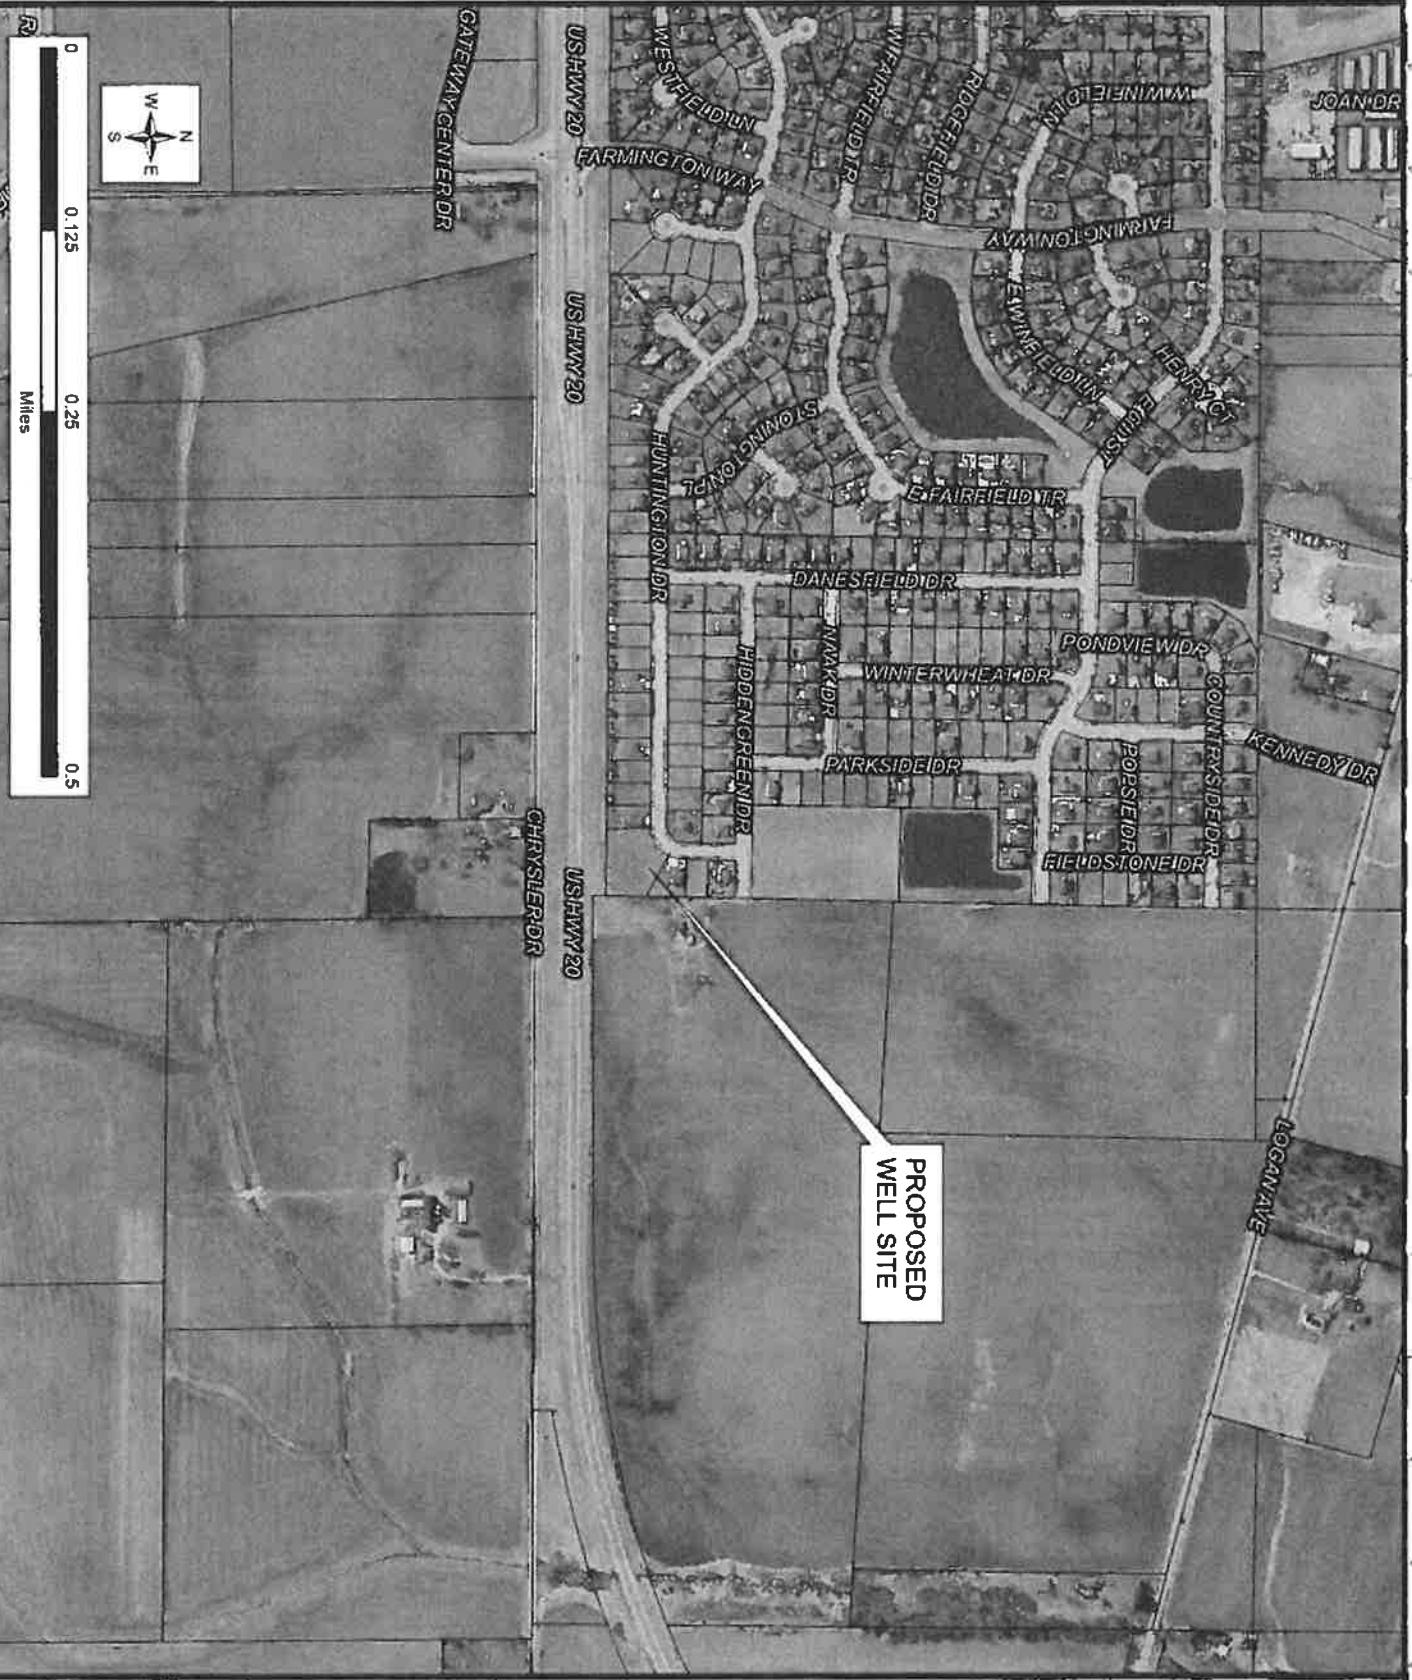 JOAN DR
W WINFIELD LN
RIDGEFIELD DR
W FAIRFIELD TR
WESTFIELD LN
US HWY 20
GATEWAY CENTER DR
FARMINGTON WAY
FARMINGTON WAY
HENRY CT
E WINFIELD LN
US HWY 20
STONINGTON PL
E FAIRFIELD TR
HUNTINGTON DR
DANESFIELD DR
PONDVIEW DR
COUNTRYSIDE DR
KENNEDY DR
WINTERWHEAT DR
HIDDENGREEN DR
PARKSIDE DR
POPSIE DR
FIELDSTONE DR
CHRYSLER DR
US HWY 20
LOGAN AVE
PROPOSED
WELL SITE
N
W E
S
0 0.125 0.25 0.5
Miles